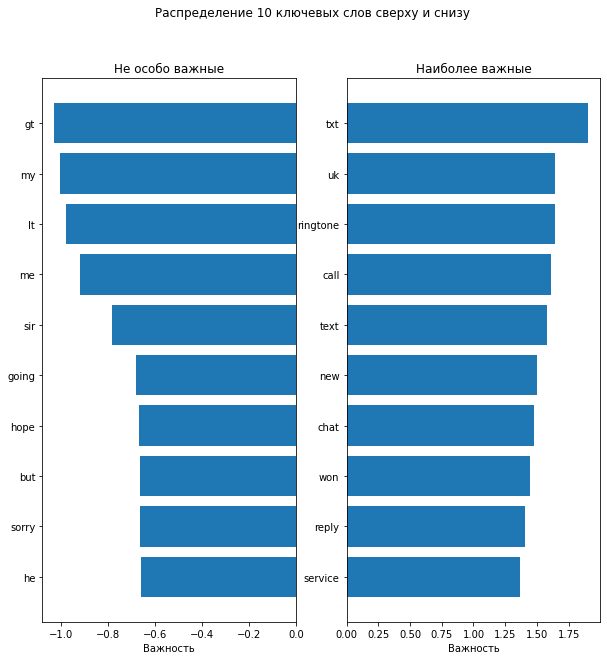 Распределение 10 ключевых слов сверху и снизу
Не особо важные
gt
my
lt
me
sir
going
hope
but
sorry
he
−1.0 −0.8 −0.6 −0.4 −0.2 0.0
Важность
Наиболее важные
txt
uk
ringtone
call
text
new
chat
won
reply
service
0.00 0.25 0.50 0.75 1.00 1.25 1.50 1.75
Важность